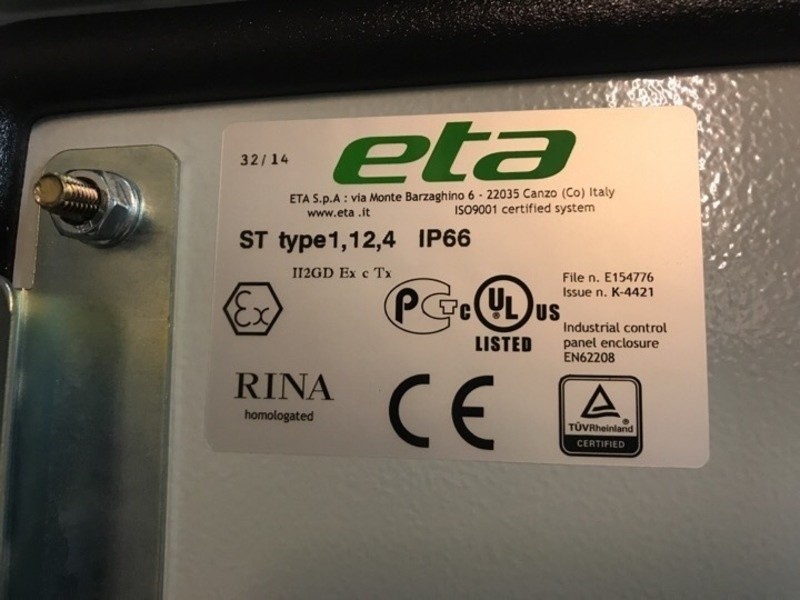 32/14
eta
ETA S.p.A : via Monte Barzaghino 6 - 22035 Canzo (Co) Italy
www.eta .it ISO9001 certified system
ST type1,12,4 IP66
II2GD Ex c Tx
File n. E154776
Issue n. K-4421
Ex
PCT
c UL® US
LISTED
Industrial control
panel enclosure
EN62208
RINA
homologated
CE
TÜVRheinland®
CERTIFIED